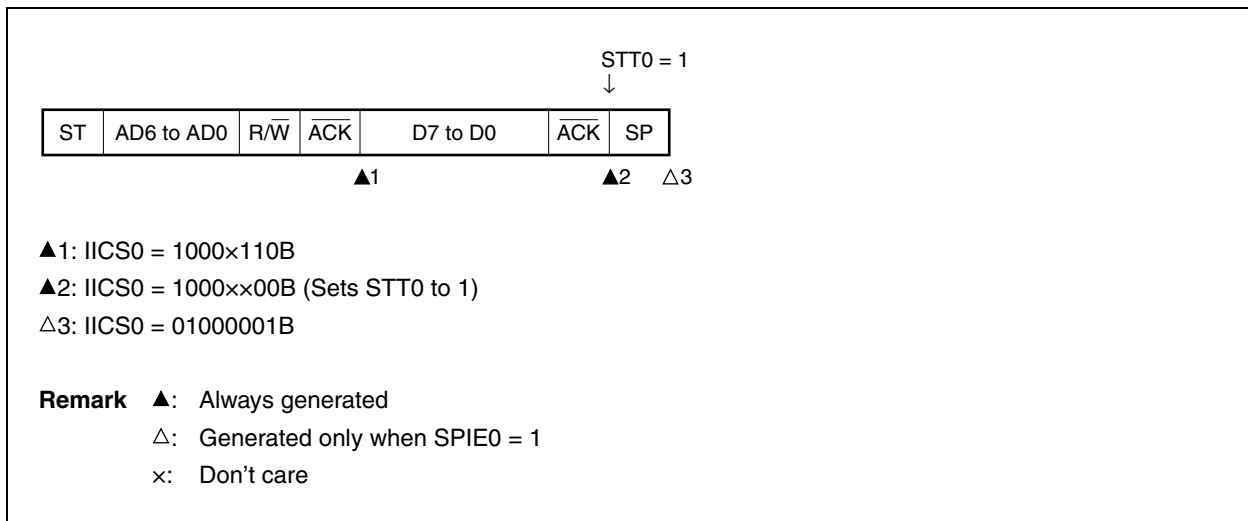 STT0 = 1
↓
ST AD6 to AD0 R/W̅ A̅C̅K̅ D7 to D0 A̅C̅K̅ SP
▲1 ▲2 △3
▲1: IICS0 = 1000×110B
▲2: IICS0 = 1000××00B (Sets STT0 to 1)
△3: IICS0 = 01000001B
Remark ▲: Always generated
△: Generated only when SPIE0 = 1
×: Don't care